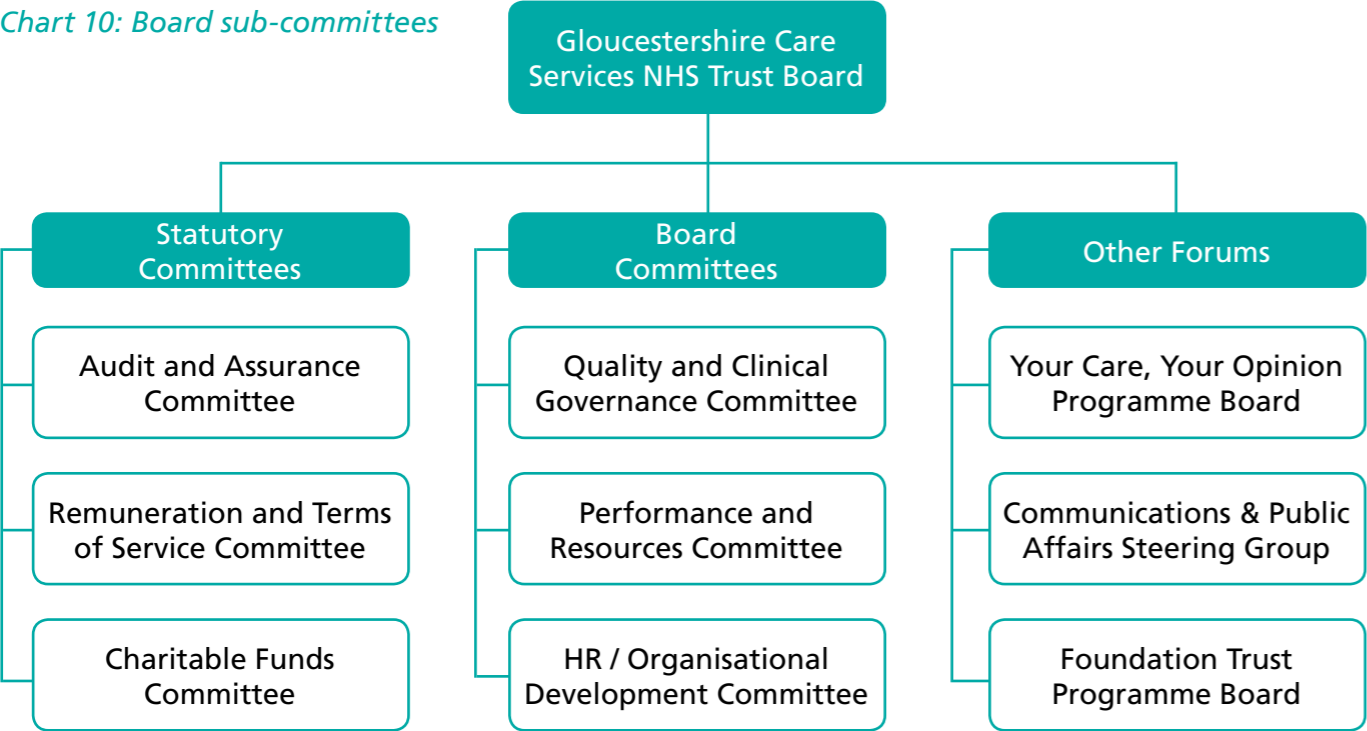 Chart 10: Board sub-committees
Gloucestershire Care
Services NHS Trust Board
Statutory
Committees
Audit and Assurance
Committee
Remuneration and Terms
of Service Committee
Charitable Funds
Committee
Board
Committees
Quality and Clinical
Governance Committee
Performance and
Resources Committee
HR / Organisational
Development Committee
Other Forums
Your Care, Your Opinion
Programme Board
Communications & Public
Affairs Steering Group
Foundation Trust
Programme Board